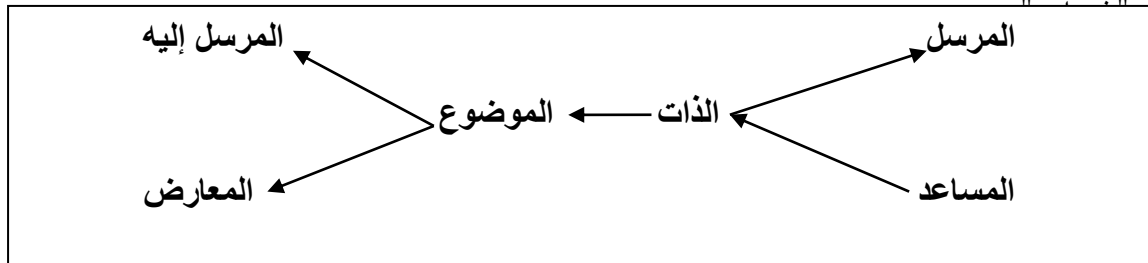 المرسل المرسل إليه
الذات الموضوع
المساعد المعارض